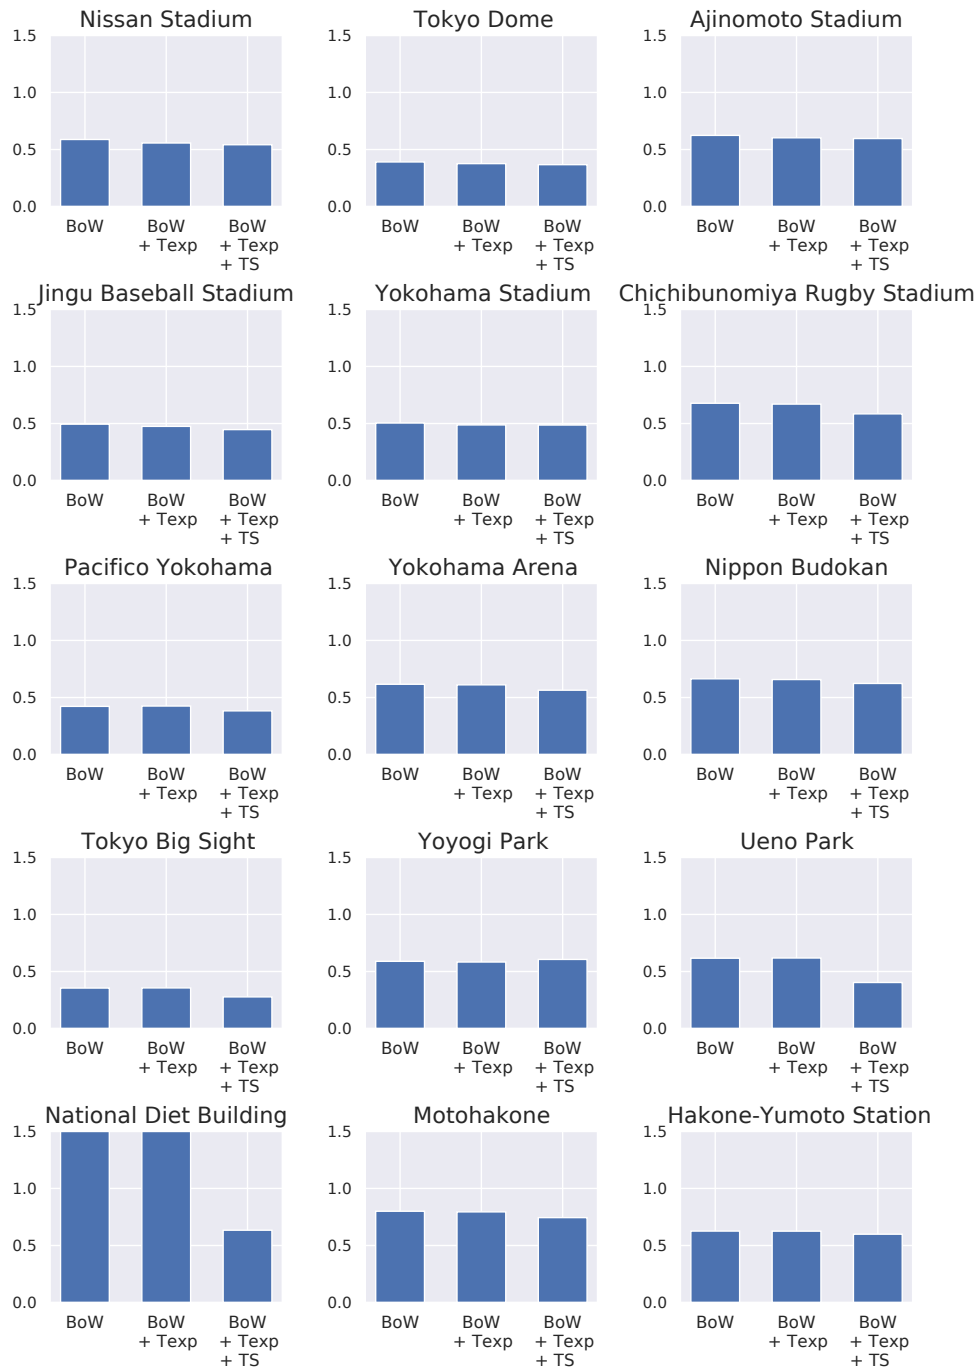 Nissan Stadium
1.5
1.0
0.5
0.0
BoW
BoW
+ Texp
BoW
+ Texp
+ TS
Tokyo Dome
1.5
1.0
0.5
0.0
BoW
BoW
+ Texp
BoW
+ Texp
+ TS
Ajinomoto Stadium
1.5
1.0
0.5
0.0
BoW
BoW
+ Texp
BoW
+ Texp
+ TS
Jingu Baseball Stadium
1.5
1.0
0.5
0.0
BoW
BoW
+ Texp
BoW
+ Texp
+ TS
Yokohama Stadium
1.5
1.0
0.5
0.0
BoW
BoW
+ Texp
BoW
+ Texp
+ TS
Chichibunomiya Rugby Stadium
1.5
1.0
0.5
0.0
BoW
BoW
+ Texp
BoW
+ Texp
+ TS
Pacifico Yokohama
1.5
1.0
0.5
0.0
BoW
BoW
+ Texp
BoW
+ Texp
+ TS
Yokohama Arena
1.5
1.0
0.5
0.0
BoW
BoW
+ Texp
BoW
+ Texp
+ TS
Nippon Budokan
1.5
1.0
0.5
0.0
BoW
BoW
+ Texp
BoW
+ Texp
+ TS
Tokyo Big Sight
1.5
1.0
0.5
0.0
BoW
BoW
+ Texp
BoW
+ Texp
+ TS
Yoyogi Park
1.5
1.0
0.5
0.0
BoW
BoW
+ Texp
BoW
+ Texp
+ TS
Ueno Park
1.5
1.0
0.5
0.0
BoW
BoW
+ Texp
BoW
+ Texp
+ TS
National Diet Building
1.5
1.0
0.5
0.0
BoW
BoW
+ Texp
BoW
+ Texp
+ TS
Motohakone
1.5
1.0
0.5
0.0
BoW
BoW
+ Texp
BoW
+ Texp
+ TS
Hakone-Yumoto Station
1.5
1.0
0.5
0.0
BoW
BoW
+ Texp
BoW
+ Texp
+ TS